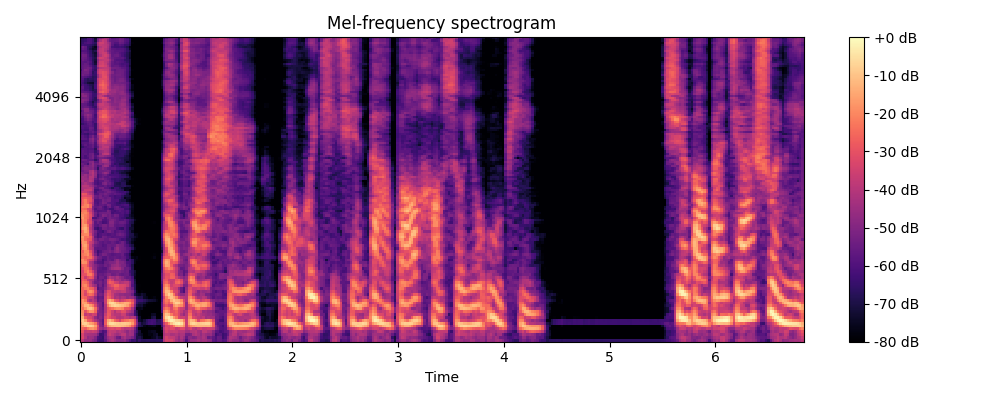 Mel-frequency spectrogram
Hz
4096
2048
1024
512
0
0 1 2 3 4 5 6
Time
+0 dB
-10 dB
-20 dB
-30 dB
-40 dB
-50 dB
-60 dB
-70 dB
-80 dB